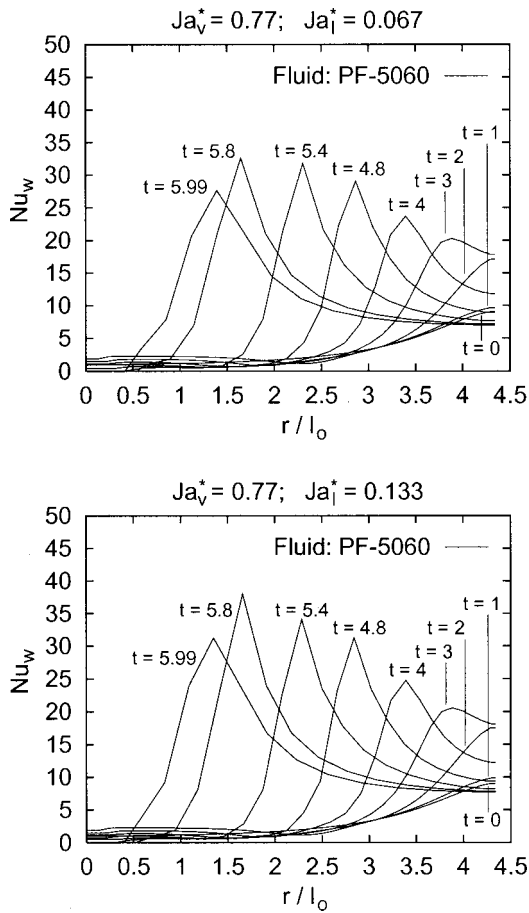 Ja*v = 0.77; Ja*l = 0.067
50
45
40
35
30
25
20
15
10
5
0
Nuw
Fluid: PF-5060
t = 1
t = 2
t = 3
t = 4
t = 4.8
t = 5.4
t = 5.8
t = 5.99
t=0
0 0.5 1 1.5 2 2.5 3 3.5 4 4.5
r / lo
Ja*v = 0.77; Ja*l = 0.133
50
45
40
35
30
25
20
15
10
5
0
Nuw
Fluid: PF-5060
t = 1
t = 2
t = 3
t = 4
t = 4.8
t = 5.4
t = 5.8
t = 5.99
t=0
0 0.5 1 1.5 2 2.5 3 3.5 4 4.5
r / lo